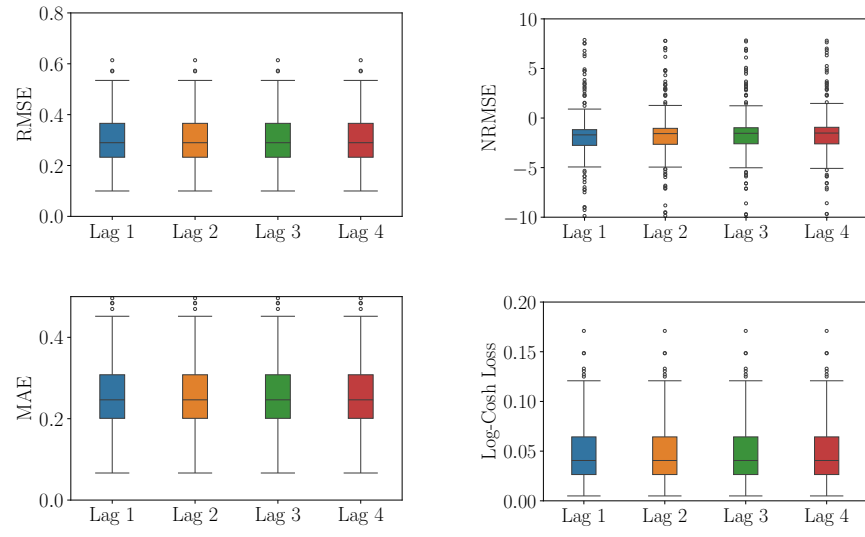 RMSE
0.8
0.6
0.4
0.2
0.0
Lag 1 Lag 2 Lag 3 Lag 4
NRMSE
10
5
0
−5
−10
Lag 1 Lag 2 Lag 3 Lag 4
MAE
0.4
0.2
0.0
Lag 1 Lag 2 Lag 3 Lag 4
Log-Cosh Loss
0.20
0.15
0.10
0.05
0.00
Lag 1 Lag 2 Lag 3 Lag 4